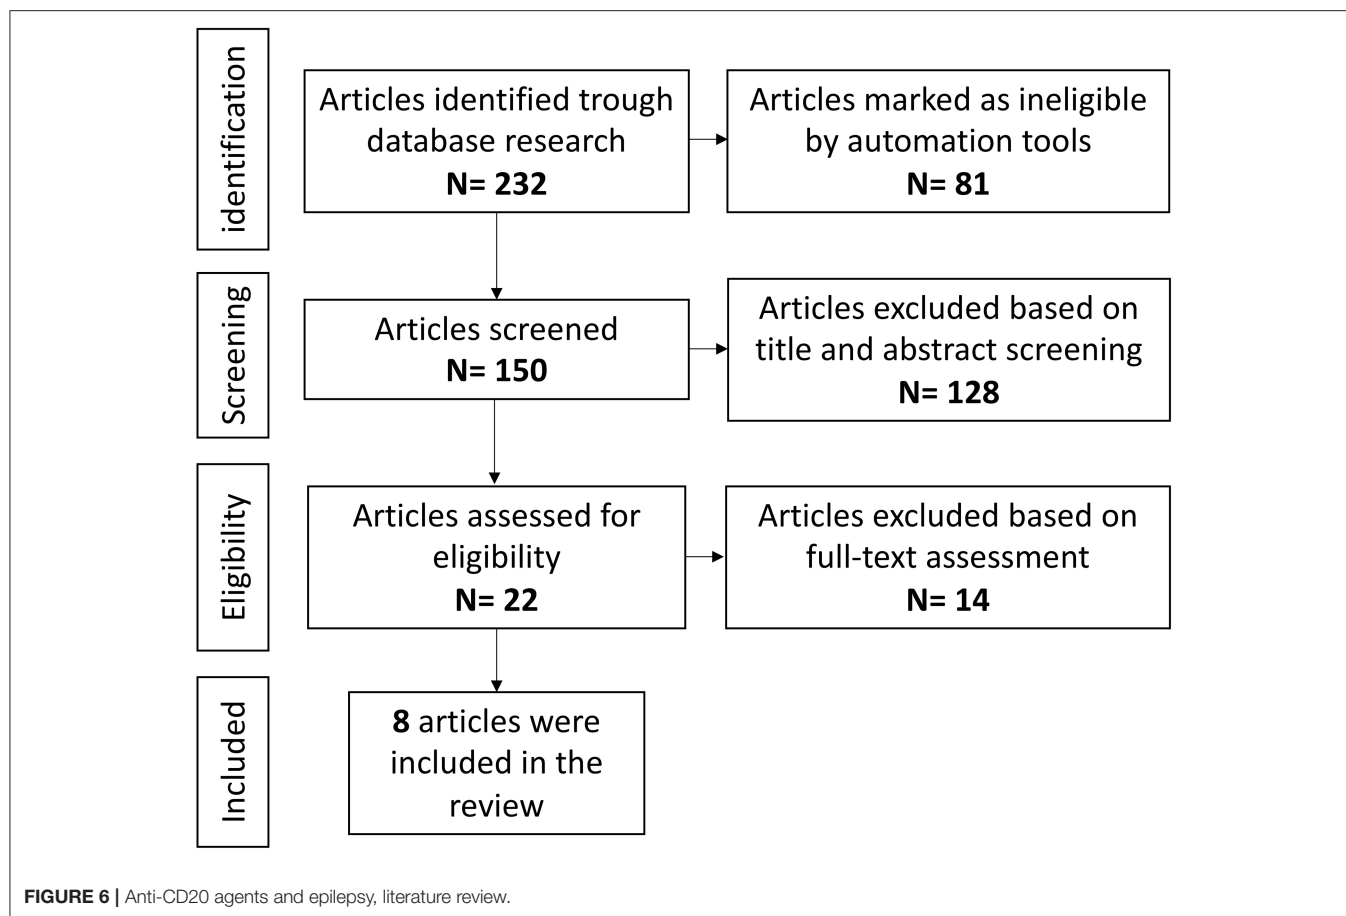 identification
Articles identified trough
database research
N= 232
Articles marked as ineligible
by automation tools
N= 81
Screening
Articles screened
N= 150
Articles excluded based on
title and abstract screening
N= 128
Eligibility
Articles assessed for
eligibility
N= 22
Articles excluded based on
full-text assessment
N= 14
Included
8 articles were
included in the
review
FIGURE 6 | Anti-CD20 agents and epilepsy, literature review.